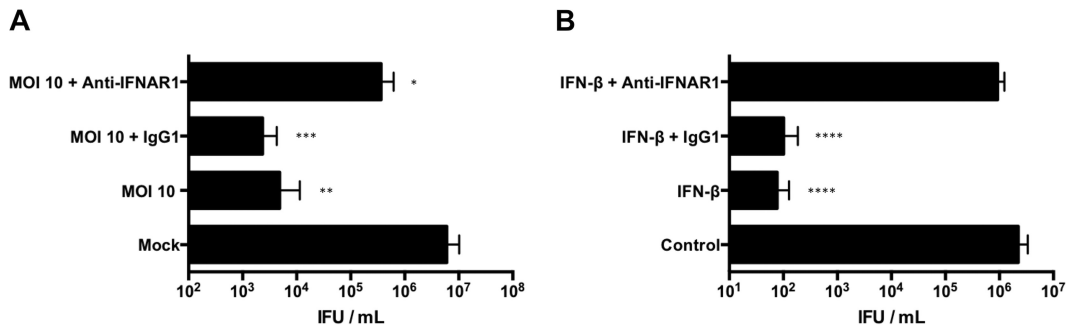 A
MOI 10 + Anti-IFNAR1
*
MOI 10 + IgG1
***
MOI 10
**
Mock
10² 10³ 10⁴ 10⁵ 10⁶ 10⁷ 10⁸
IFU / mL
B
IFN-β + Anti-IFNAR1
IFN-β + IgG1
****
IFN-β
****
Control
10¹ 10² 10³ 10⁴ 10⁵ 10⁶ 10⁷
IFU / mL